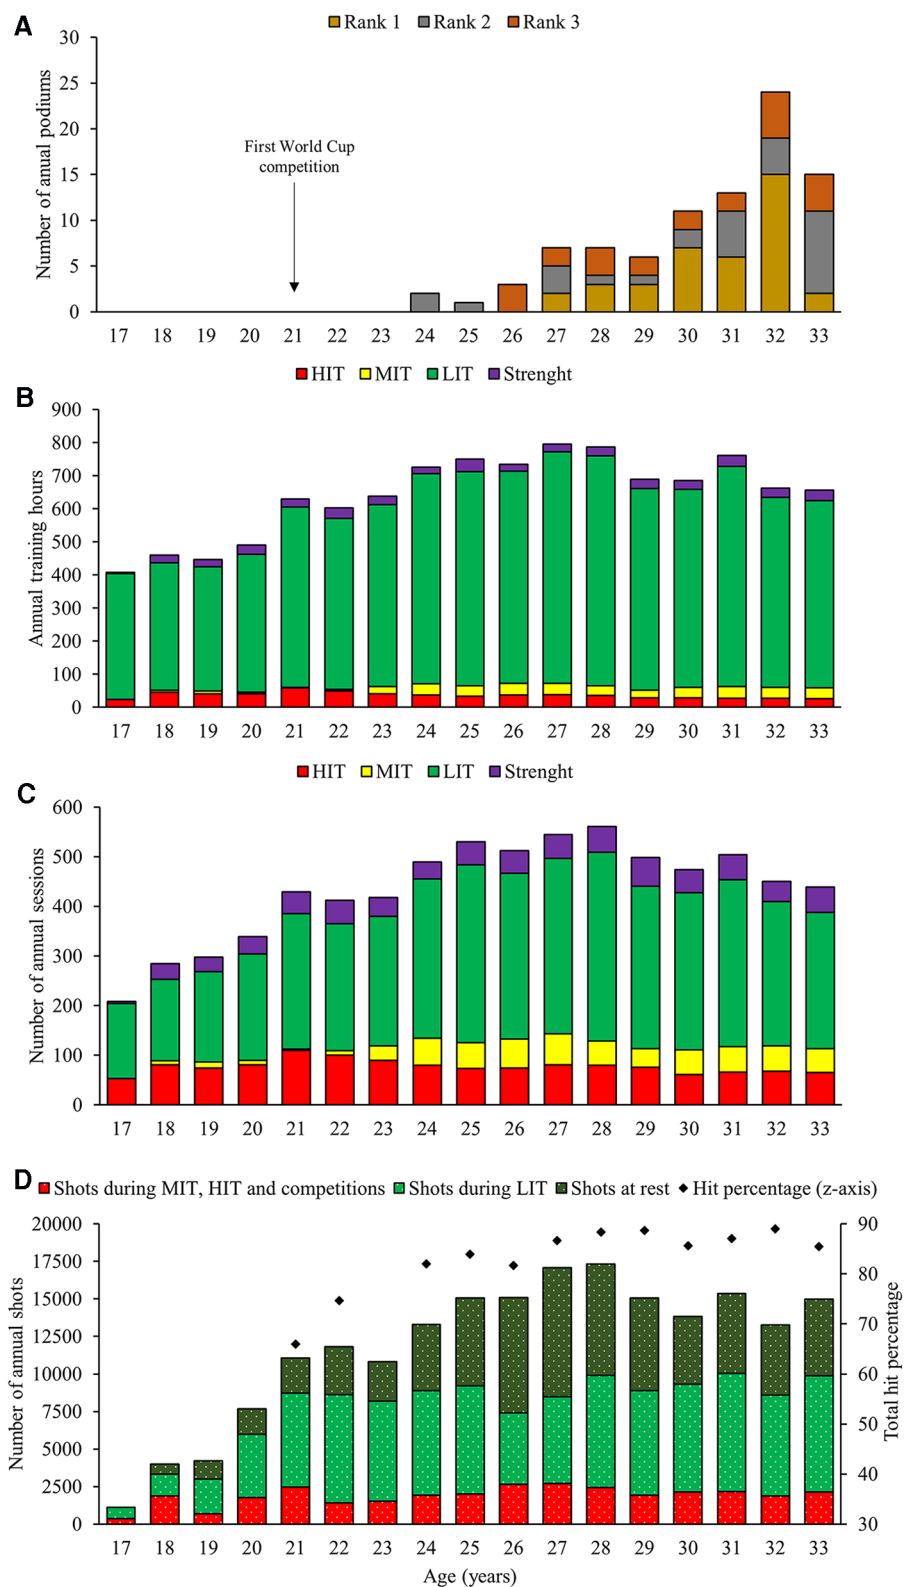 A
Rank 1 Rank 2 Rank 3
Number of anual podiums
30
25
20
15
10
5
0
First World Cup
competition
17 18 19 20 21 22 23 24 25 26 27 28 29 30 31 32 33
B
HIT MIT LIT Strenght
Annual training hours
900
800
700
600
500
400
300
200
100
0
17 18 19 20 21 22 23 24 25 26 27 28 29 30 31 32 33
C
HIT MIT LIT Strenght
Number of annual sessions
600
500
400
300
200
100
0
17 18 19 20 21 22 23 24 25 26 27 28 29 30 31 32 33
D
Shots during MIT, HIT and competitions Shots during LIT Shots at rest Hit percentage (z-axis)
Number of annual shots
20000
17500
15000
12500
10000
7500
5000
2500
0
90
80
70
60
50
40
30
Total hit percentage
17 18 19 20 21 22 23 24 25 26 27 28 29 30 31 32 33
Age (years)